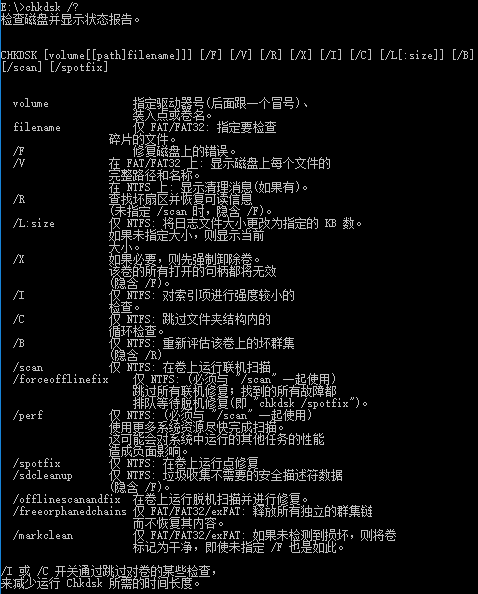 E:\>chkdsk /?
检查磁盘并显示状态报告。
CHKDSK [volume[[path]filename]]] [/F] [/V] [/R] [/X] [/I] [/C] [/L[:size]] [/B]
[/scan] [/spotfix]
volume 指定驱动器号(后面跟一个冒号)、
装入点或卷名。
filename 仅 FAT/FAT32: 指定要检查
碎片的文件。
/F 修复磁盘上的错误。
/V 在 FAT/FAT32 上: 显示磁盘上每个文件的
完整路径和名称。
在 NTFS 上: 显示清理消息(如果有)。
/R 查找坏扇区并恢复可读信息
(未指定 /scan 时，隐含 /F)。
/L:size 仅 NTFS: 将日志文件大小更改为指定的 KB 数。
如果未指定大小，则显示当前
大小。
/X 如果必要，则先强制卸除卷。
该卷的所有打开的句柄都将无效
(隐含 /F)。
/I 仅 NTFS: 对索引项进行强度较小的
检查。
/C 仅 NTFS: 跳过文件夹结构内的
循环检查。
/B 仅 NTFS: 重新评估该卷上的坏群集
(隐含 /R)
/scan 仅 NTFS: 在卷上运行联机扫描
/forceofflinefix 仅 NTFS: (必须与 "/scan" 一起使用)
跳过所有联机修复；找到的所有故障都
排队等待脱机修复(即 "chkdsk /spotfix")。
/perf 仅 NTFS: (必须与 "/scan" 一起使用)
使用更多系统资源尽快完成扫描。
这可能会对系统中运行的其他任务的性能
造成负面影响。
/spotfix 仅 NTFS: 在卷上运行点修复
/sdcleanup 仅 NTFS: 垃圾收集不需要的安全描述符数据
(隐含 /F)。
/offlinescanandfix 在卷上运行脱机扫描并进行修复。
/freeorphanedchains 仅 FAT/FAT32/exFAT: 释放所有独立的群集链
而不恢复其内容。
/markclean 仅 FAT/FAT32/exFAT: 如果未检测到损坏，则将卷
标记为干净，即使未指定 /F 也是如此。
/I 或 /C 开关通过跳过对卷的某些检查，
来减少运行 Chkdsk 所需的时间长度。